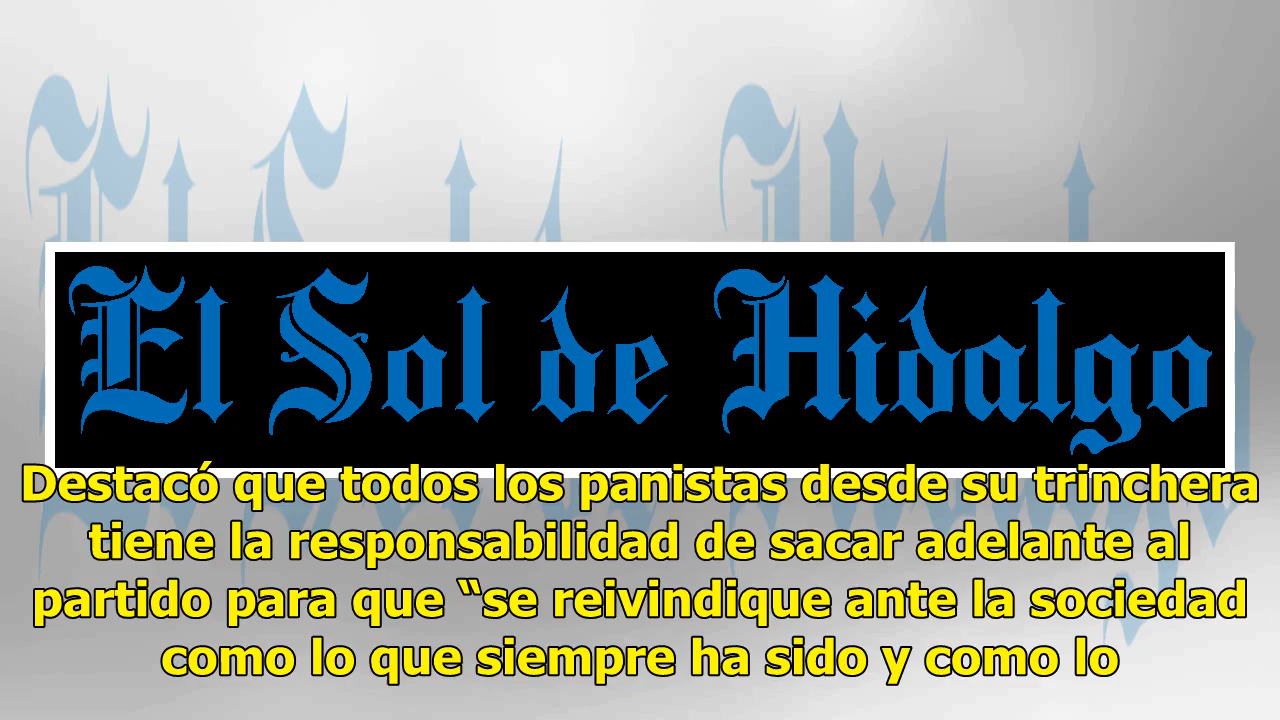 El Sol de Hidalgo
Destacó que todos los panistas desde su trinchera
tiene la responsabilidad de sacar adelante al
partido para que “se reivindique ante la sociedad
como lo que siempre ha sido y como lo